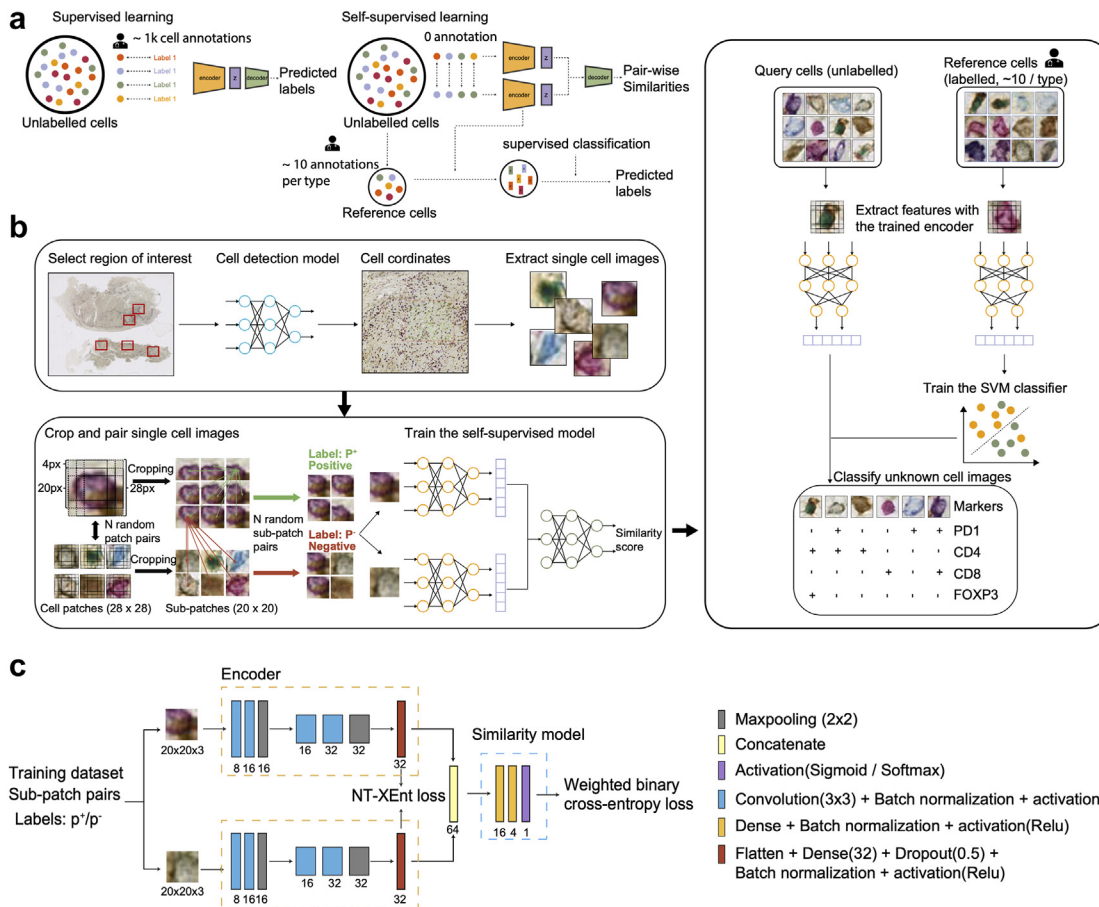 a
Supervised learning
~ 1k cell annotations
Label 1
Label 1
Label 1
Label 1
Unlabelled cells
encoder
z
decoder
Predicted
labels
Self-supervised learning
0 annotation
Unlabelled cells
encoder
z
encoder
z
decoder
Pair-wise
Similarities
~ 10 annotations
per type
Reference cells
supervised classification
Predicted
labels
b
Select region of interest
Cell detection model
Cell cordinates
Extract single cell images
Crop and pair single cell images
4px
20px
28px
Cropping
N random
patch pairs
Cropping
Cell patches (28 x 28)
Sub-patches (20 x 20)
N random
sub-patch
pairs
Label: P+
Positive
Label: P-
Negative
Train the self-supervised model
Similarity
score
Query cells (unlabelled)
Reference cells
(labelled, ~10 / type)
Extract features with
the trained encoder
Train the SVM classifier
Classify unknown cell images
Markers
- + - - + + PD1
+ + + - - - CD4
- - - + - + CD8
+ - - - - - FOXP3
c
Encoder
Training dataset
Sub-patch pairs
Labels: p+/p-
20x20x3
8 16 16
16 32 32
32
NT-XEnt loss
20x20x3
8 16 16
16 32 32
32
64
Similarity model
16 4 1
Weighted binary
cross-entropy loss
Maxpooling (2x2)
Concatenate
Activation(Sigmoid / Softmax)
Convolution(3x3) + Batch normalization + activation
Dense + Batch normalization + activation(Relu)
Flatten + Dense(32) + Dropout(0.5) +
Batch normalization + activation(Relu)